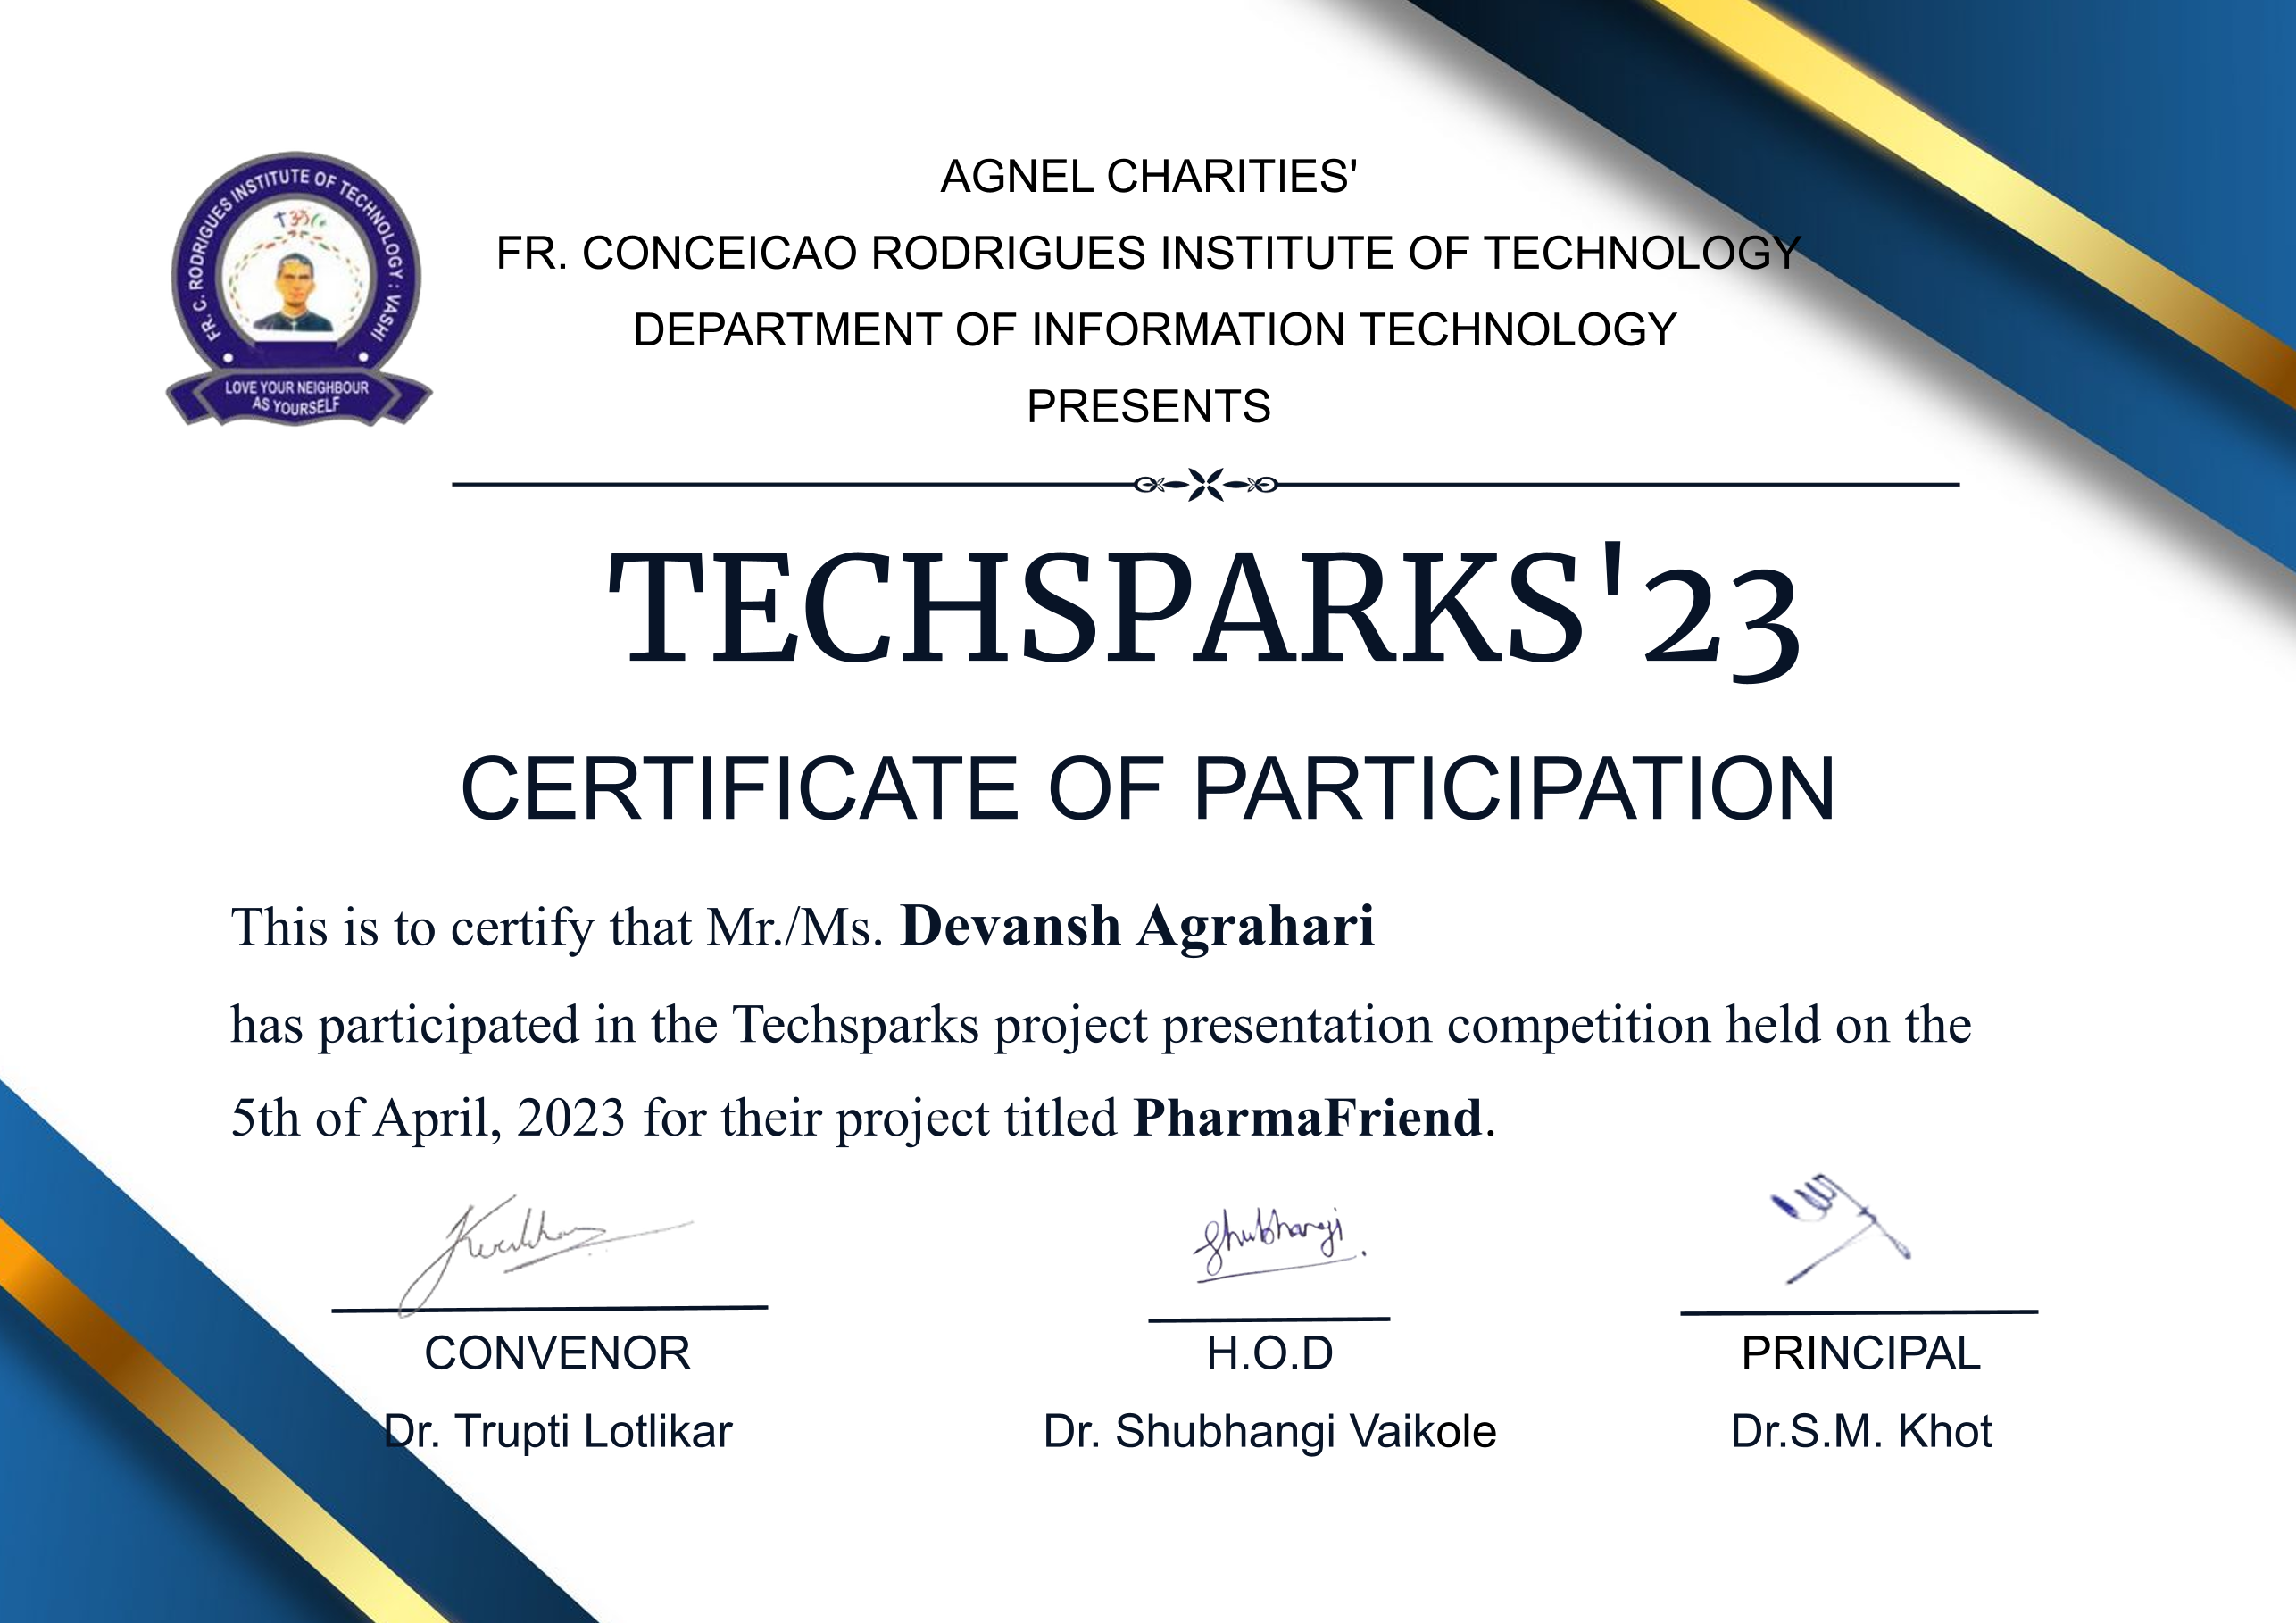 FR. C. RODRIGUES INSTITUTE OF TECHNOLOGY : VASHI
LOVE YOUR NEIGHBOUR
AS YOURSELF
AGNEL CHARITIES'
FR. CONCEICAO RODRIGUES INSTITUTE OF TECHNOLOGY
DEPARTMENT OF INFORMATION TECHNOLOGY
PRESENTS
TECHSPARKS'23
CERTIFICATE OF PARTICIPATION
This is to certify that Mr./Ms. Devansh Agrahari
has participated in the Techsparks project presentation competition held on the
5th of April, 2023 for their project titled PharmaFriend.
Shubhangi
CONVENOR H.O.D PRINCIPAL
Dr. Trupti Lotlikar Dr. Shubhangi Vaikole Dr.S.M. Khot